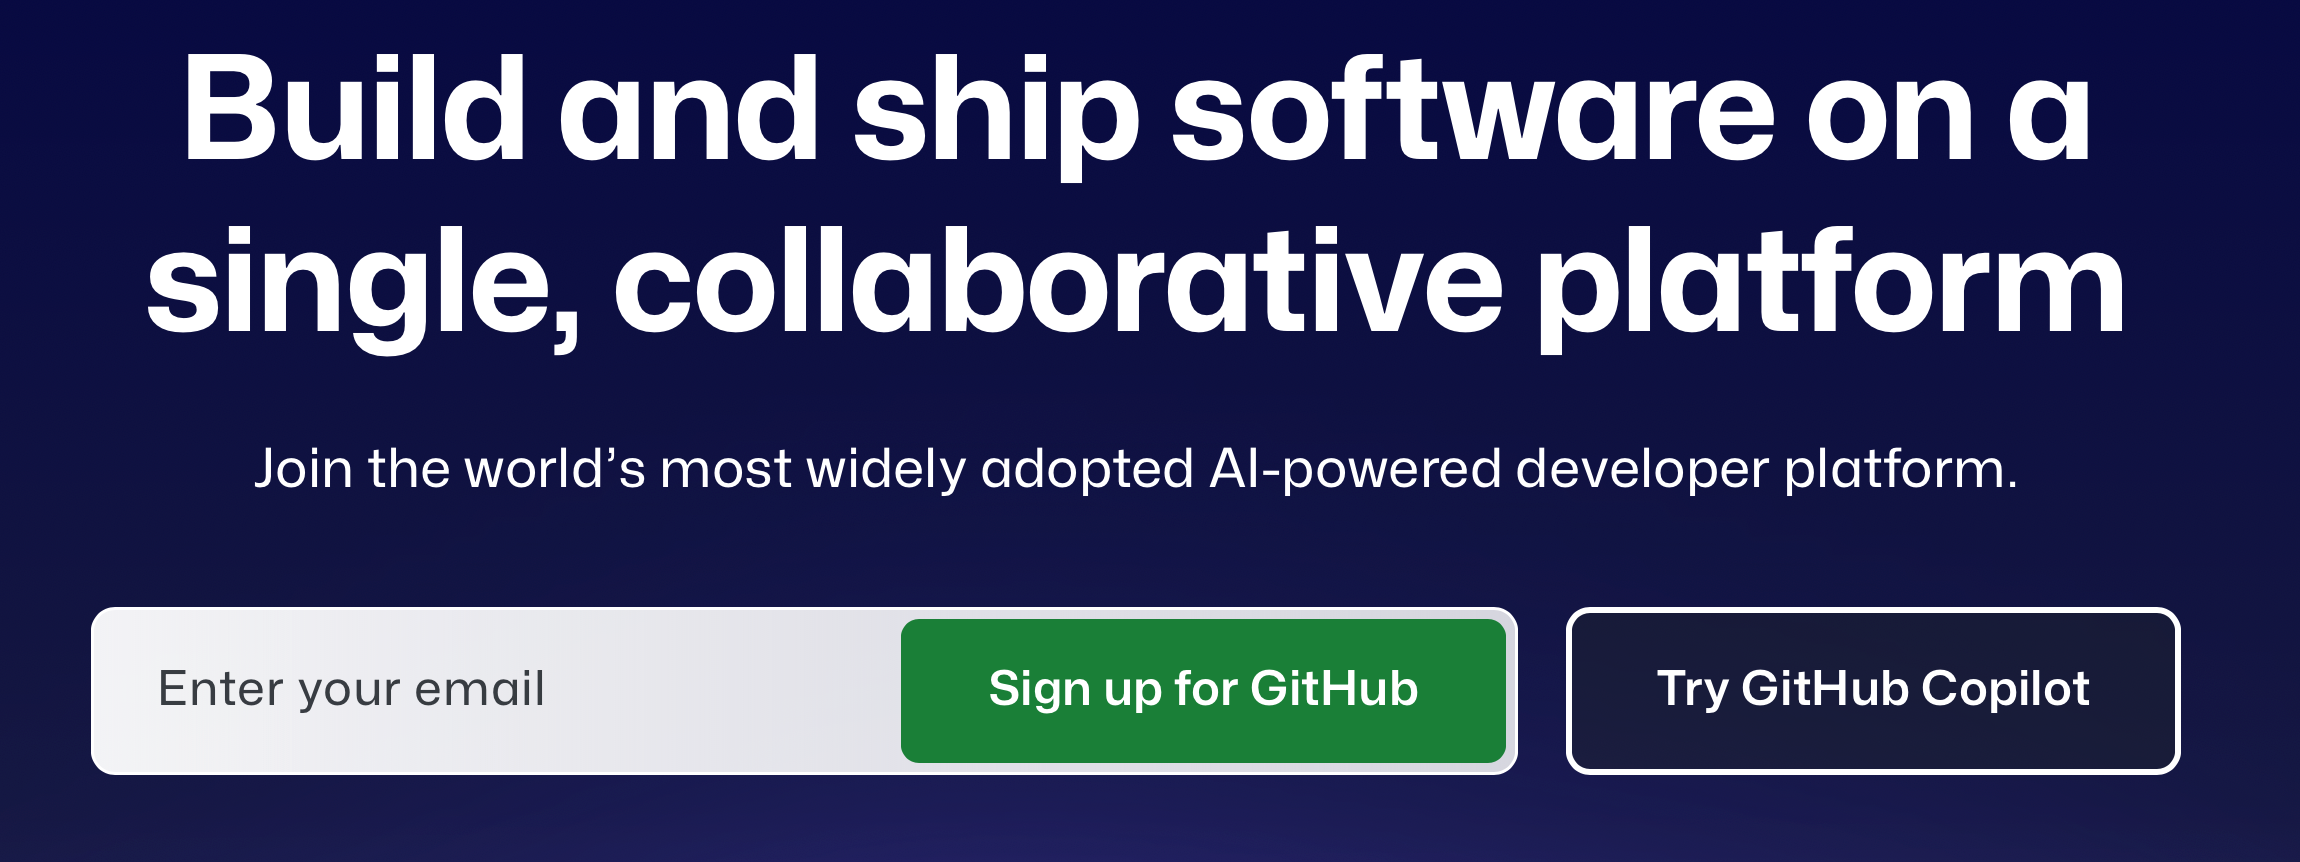 Build and ship software on a
single, collaborative platform
Join the world’s most widely adopted AI-powered developer platform.
Enter your email
Sign up for GitHub
Try GitHub Copilot